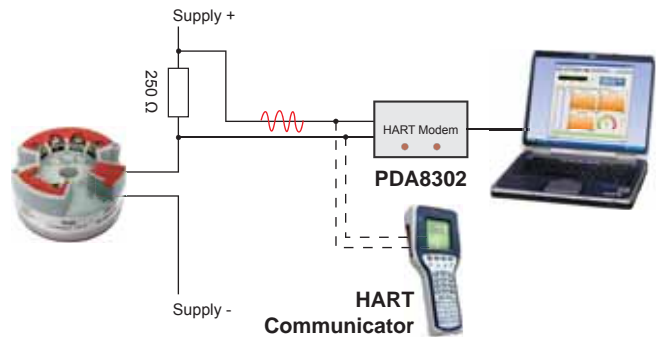 Supply +
250 Ω
HART Modem
PDA8302
HART
Communicator
Supply -